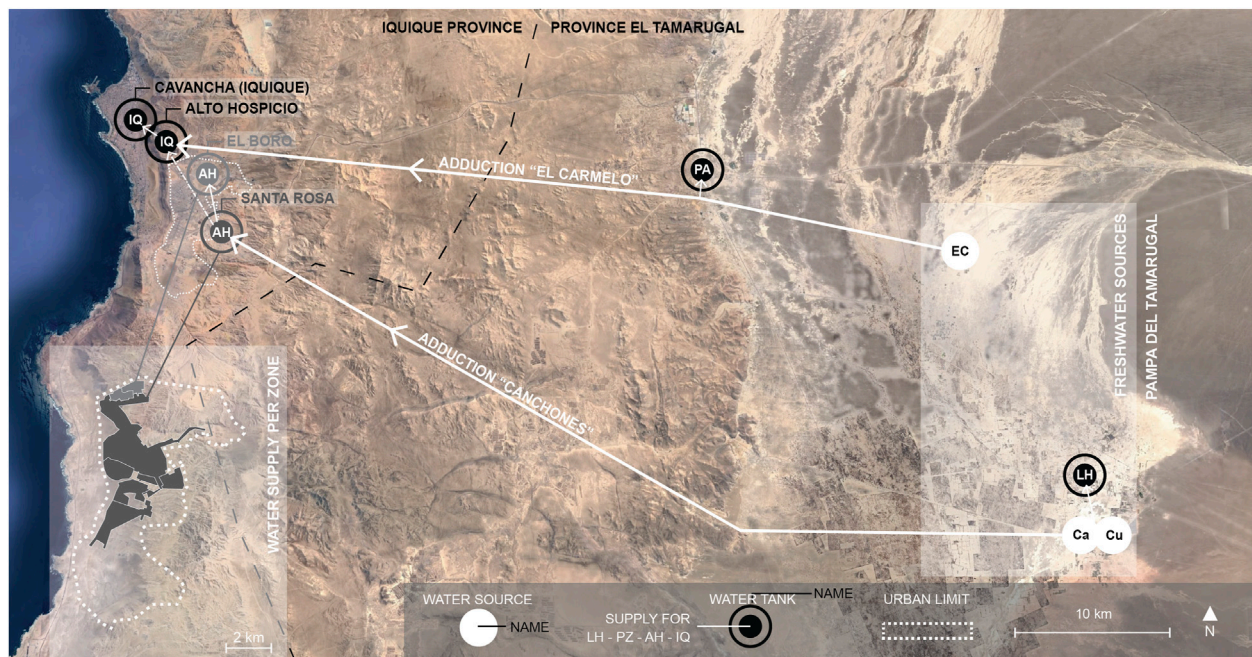 IQUIQUE PROVINCE
PROVINCE EL TAMARUGAL
CAVANCHA (IQUIQUE)
IQ
ALTO HOSPICIO
IQ
EL BORO
AH
SANTA ROSA
AH
ADDUCTION “EL CARMELO”
PA
EC
ADDUCTION “CANCHONES”
FRESHWATER SOURCES
PAMPA DEL TAMARUGAL
LH
Ca
Cu
WATER SUPPLY PER ZONE
2 km
WATER SOURCE
NAME
SUPPLY FOR
LH - PZ - AH - IQ
WATER TANK
NAME
URBAN LIMIT
10 km
N